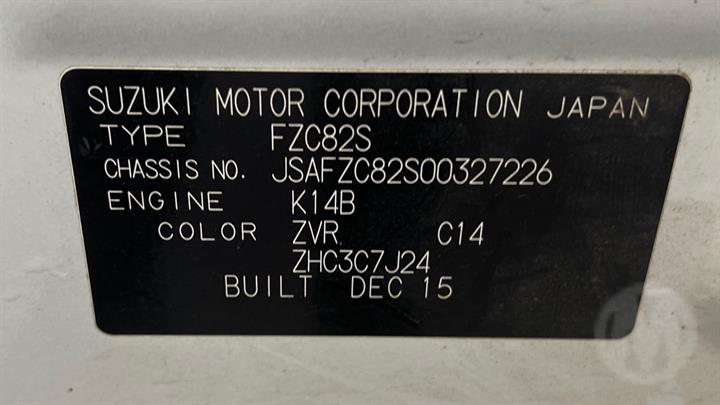 SUZUKI MOTOR CORPORATION JAPAN
TYPE FZC82S
CHASSIS NO. JSAFZC82S00327226
ENGINE K14B
COLOR ZVR C14
ZHC3C7J24
BUILT DEC 15
M